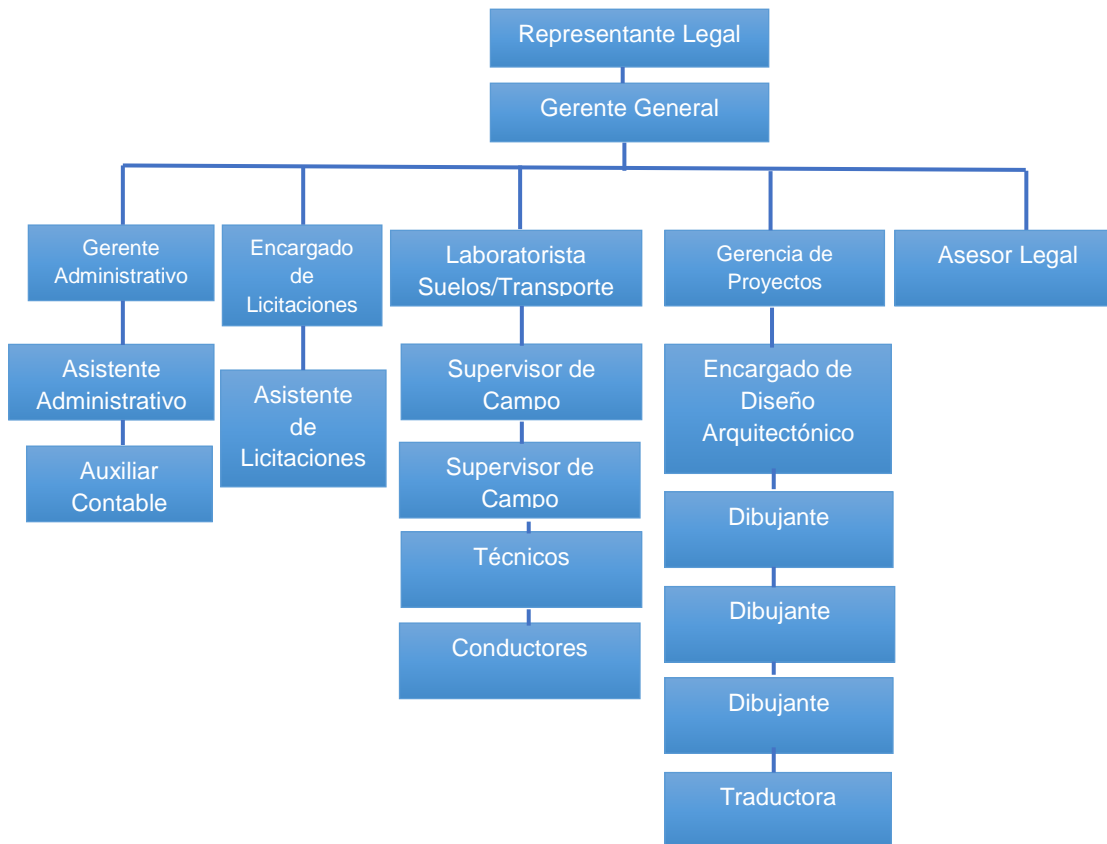 Representante Legal
Gerente General
Gerente
Administrativo
Encargado
de
Licitaciones
Laboratorista
Suelos/Transporte
Gerencia de
Proyectos
Asesor Legal
Asistente
Administrativo
Asistente
de
Licitaciones
Supervisor de
Campo
Encargado de
Diseño
Arquitectónico
Auxiliar
Contable
Supervisor de
Campo
Dibujante
Técnicos
Dibujante
Conductores
Dibujante
Traductora